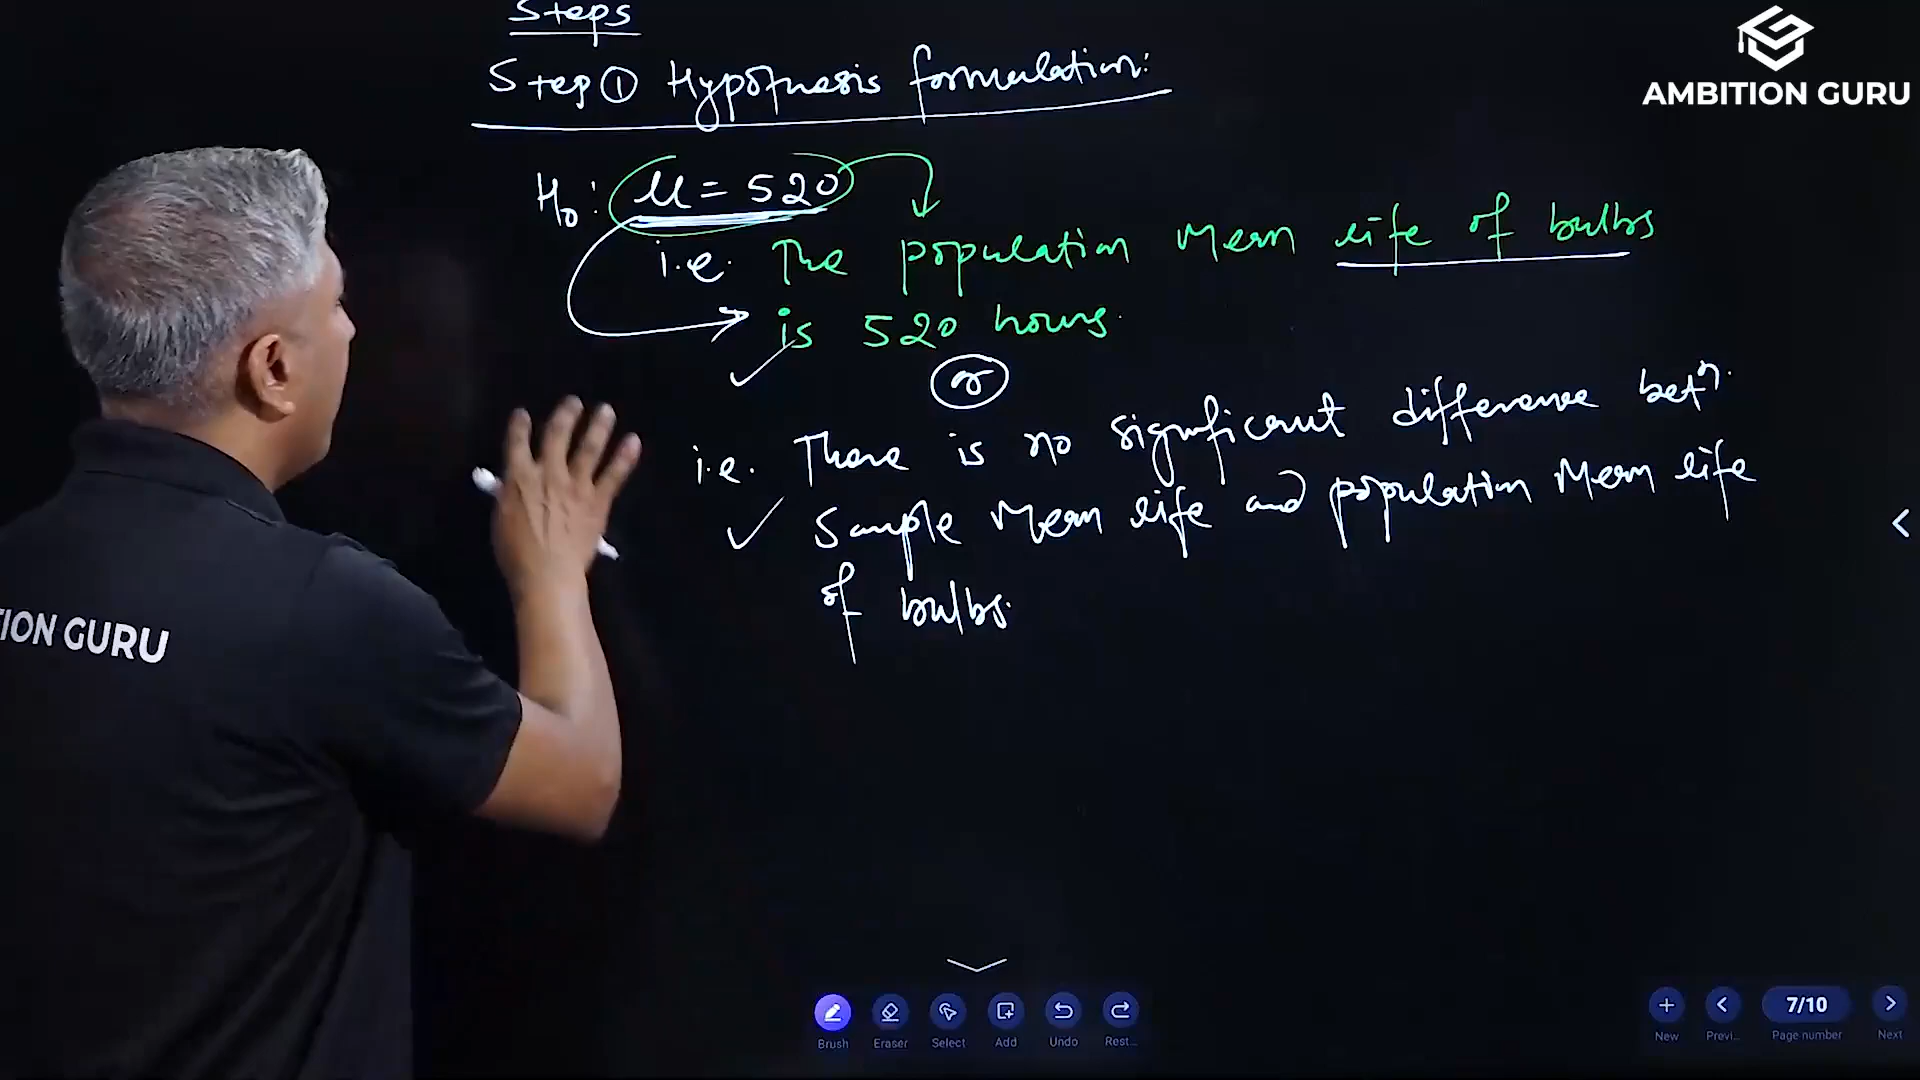 Steps
Step ① Hypothesis formulation:
H₀: μ = 520
i.e. The population Mean life of bulbs
is 520 hours.
or
i.e. There is no significant difference betn.
Sample Mean life and population Mean life
of bulbs.
AMBITION GURU
TION GURU
Brush
Eraser
Select
Add
Undo
Rest...
New
Previ...
7/10
Page number
Next